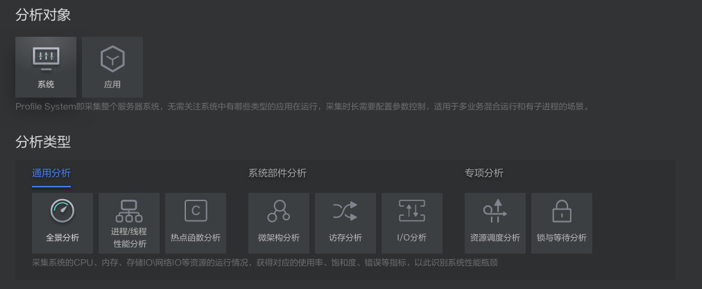 分析对象
系统
应用
Profile System即采集整个服务器系统，无需关注系统中有哪些类型的应用在运行，采集时长需要配置参数控制，适用于多业务混合运行和有子进程的场景。
分析类型
通用分析
系统部件分析
专项分析
全景分析
进程/线程
性能分析
C
热点函数分析
微架构分析
访存分析
I/O分析
资源调度分析
锁与等待分析
采集系统的CPU、内存、存储IO\网络IO等资源的运行情况，获得对应的使用率、饱和度、错误等指标，以此识别系统性能瓶颈